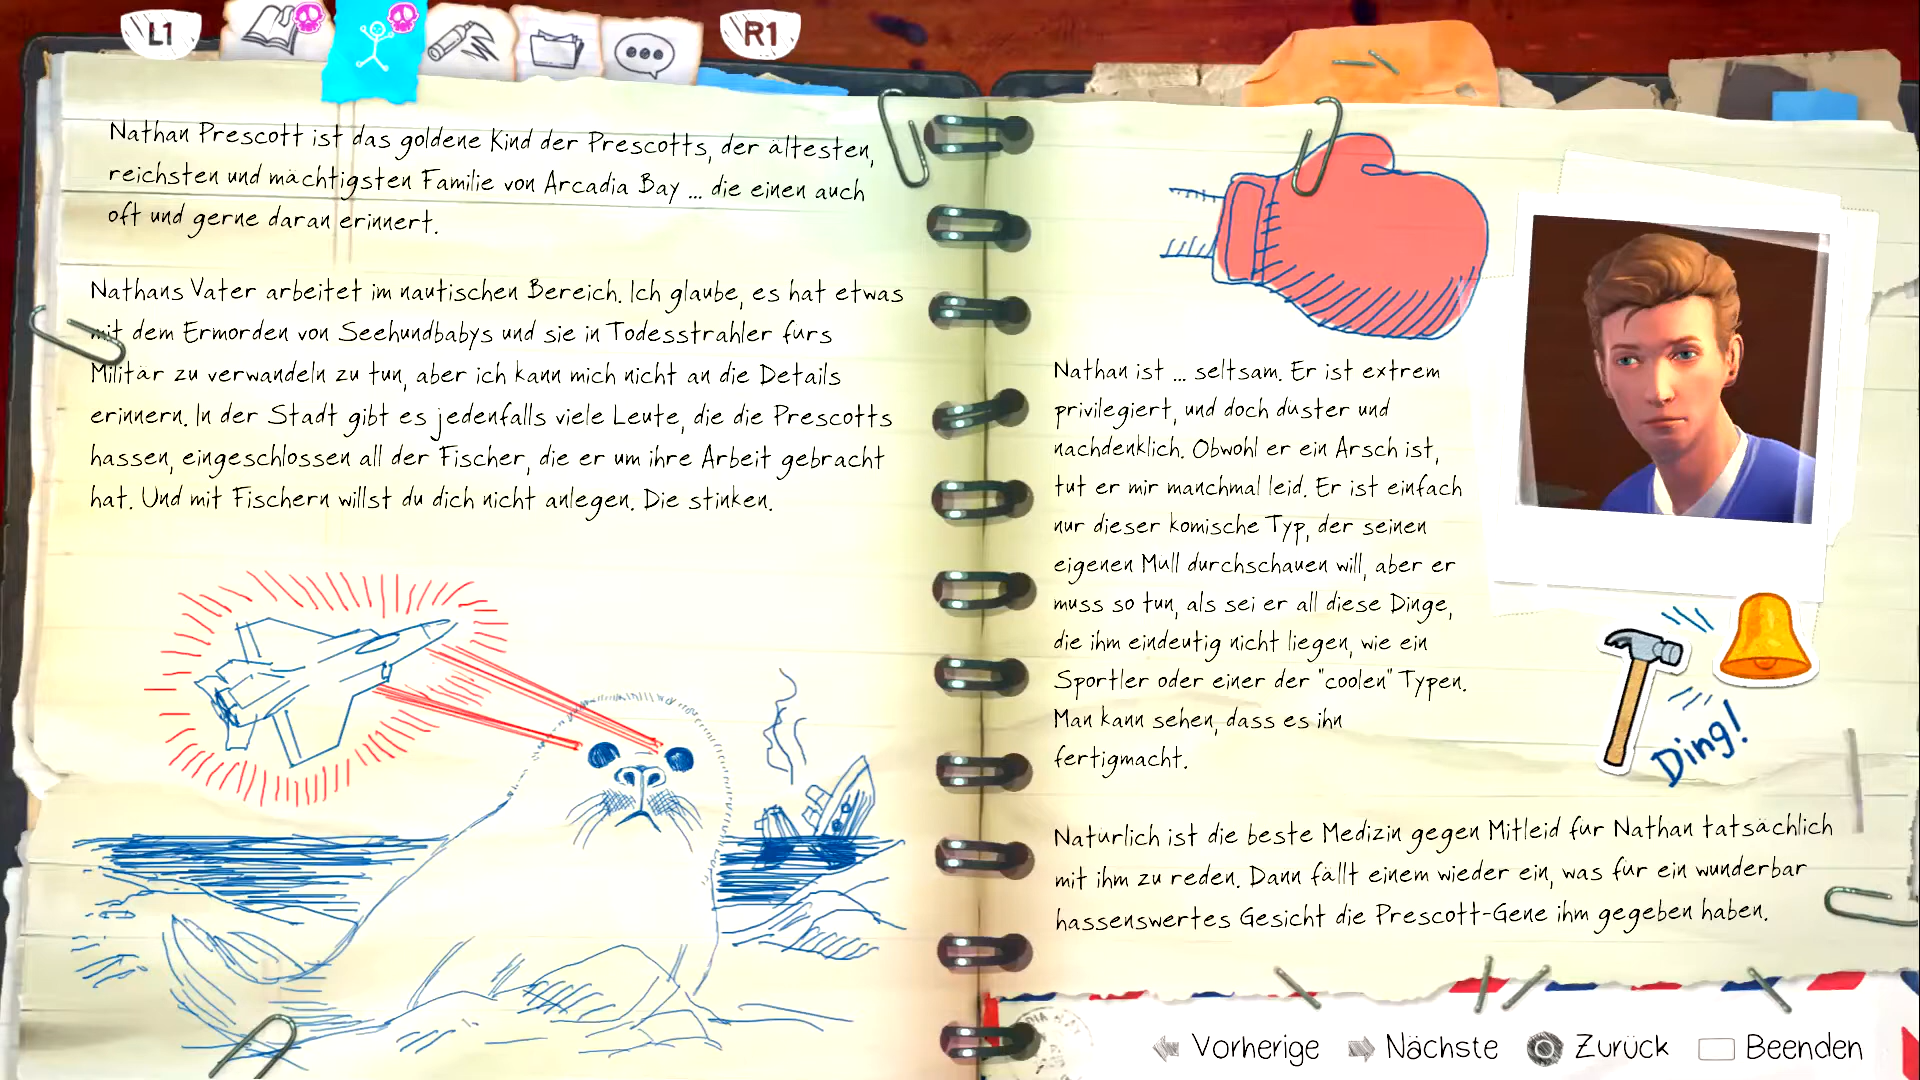 L1
R1
Nathan Prescott ist das goldene Kind der Prescotts, der ältesten,
reichsten und mächtigsten Familie von Arcadia Bay ... die einen auch
oft und gerne daran erinnert.
Nathans Vater arbeitet im nautischen Bereich. Ich glaube, es hat etwas
mit dem Ermorden von Seehundbabys und sie in Todesstrahler furs
Militär zu verwandeln zu tun, aber ich kann mich nicht an die Details
erinnern. In der Stadt gibt es jedenfalls viele Leute, die die Prescotts
hassen, eingeschlossen all der Fischer, die er um ihre Arbeit gebracht
hat. Und mit Fischern willst du dich nicht anlegen. Die stinken.
Nathan ist ... seltsam. Er ist extrem
privilegiert, und doch duster und
nachdenklich. Obwohl er ein Arsch ist,
tut er mir manchmal leid. Er ist einfach
nur dieser komische Typ, der seinen
eigenen Mull durchschauen will, aber er
muss so tun, als sei er all diese Dinge,
die ihm eindeutig nicht liegen, wie ein
Sportler oder einer der "coolen" Typen.
Man kann sehen, dass es ihn
fertigmacht.
Ding!
Naturlich ist die beste Medizin gegen Mitleid fur Nathan tatsächlich
mit ihm zu reden. Dann fällt einem wieder ein, was fur ein wunderbar
hassenswertes Gesicht die Prescott-Gene ihm gegeben haben.
Vorherige Nächste Zurück Beenden